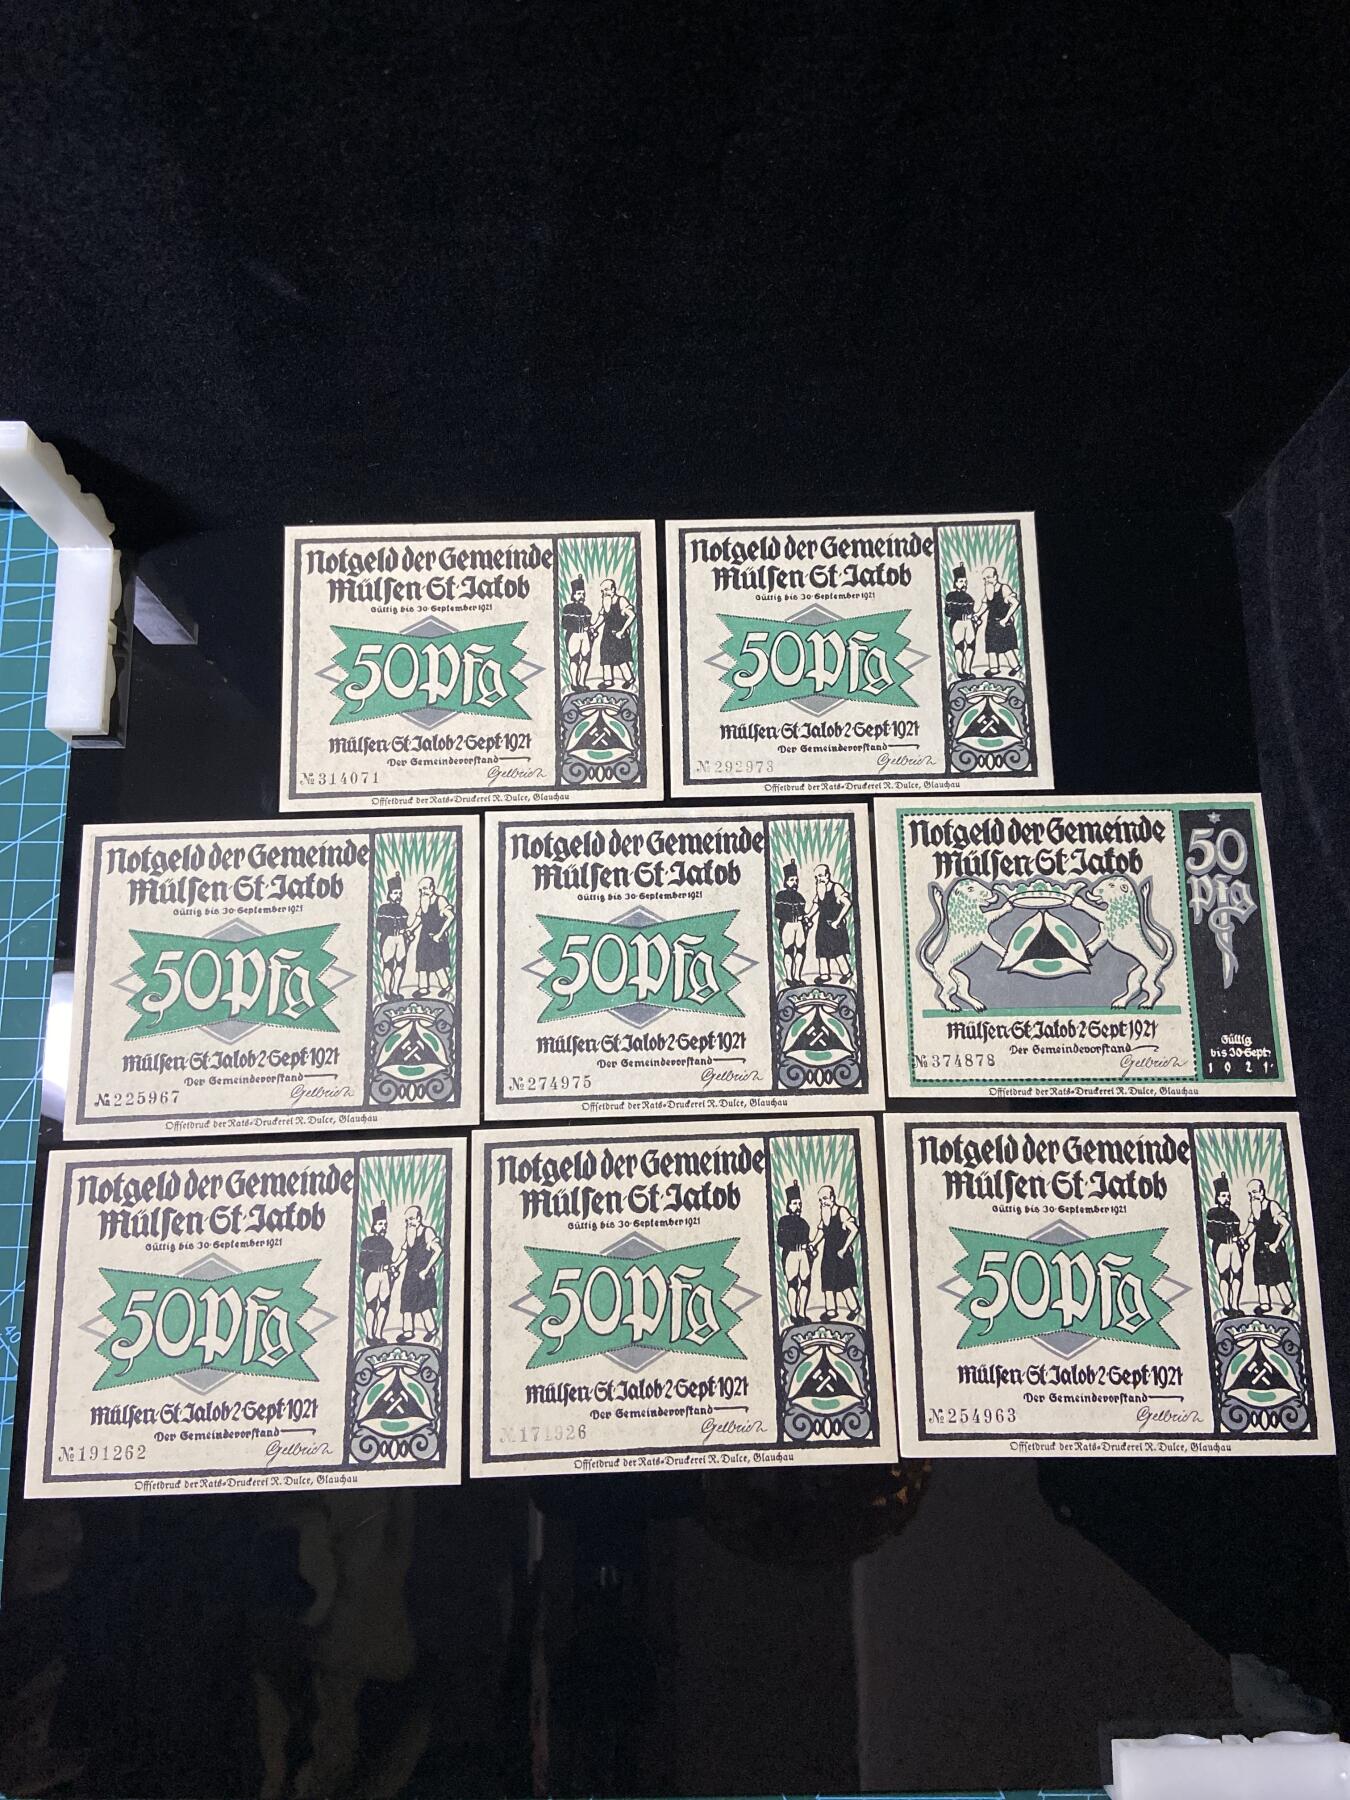 Notgeld der Gemeinde
Mülsen·St·Jakob
Gültig bis 30·September 1921
50 Pfg
Mülsen·St·Jakob·2·Sept·1921
Der Gemeindevorstand
Gelbrich
№ 314071
Offsetdruck der Rats=Druckerei R. Dulce, Glauchau
Notgeld der Gemeinde
Mülsen·St·Jakob
Gültig bis 30·September 1921
50 Pfg
Mülsen·St·Jakob·2·Sept·1921
Der Gemeindevorstand
Gelbrich
№ 292973
Offsetdruck der Rats=Druckerei R. Dulce, Glauchau
Notgeld der Gemeinde
Mülsen·St·Jakob
Gültig bis 30·September 1921
50 Pfg
Mülsen·St·Jakob·2·Sept·1921
Der Gemeindevorstand
Gelbrich
№ 225967
Offsetdruck der Rats=Druckerei R. Dulce, Glauchau
Notgeld der Gemeinde
Mülsen·St·Jakob
Gültig bis 30·September 1921
50 Pfg
Mülsen·St·Jakob·2·Sept·1921
Der Gemeindevorstand
Gelbrich
№ 274975
Offsetdruck der Rats=Druckerei R. Dulce, Glauchau
Notgeld der Gemeinde
Mülsen·St·Jakob
Mülsen·St·Jakob·2·Sept·1921
Der Gemeindevorstand
Gelbrich
№ 374878
50
Pfg
Gültig
bis 30·Sept·
1921·
Offsetdruck der Rats=Druckerei R. Dulce, Glauchau
Notgeld der Gemeinde
Mülsen·St·Jakob
Gültig bis 30·September 1921
50 Pfg
Mülsen·St·Jakob·2·Sept·1921
Der Gemeindevorstand
Gelbrich
№ 191262
Offsetdruck der Rats=Druckerei R. Dulce, Glauchau
Notgeld der Gemeinde
Mülsen·St·Jakob
Gültig bis 30·September 1921
50 Pfg
Mülsen·St·Jakob·2·Sept·1921
Der Gemeindevorstand
Gelbrich
№ 171926
Offsetdruck der Rats=Druckerei R. Dulce, Glauchau
Notgeld der Gemeinde
Mülsen·St·Jakob
Gültig bis 30·September 1921
50 Pfg
Mülsen·St·Jakob·2·Sept·1921
Der Gemeindevorstand
Gelbrich
№ 254963
Offsetdruck der Rats=Druckerei R. Dulce, Glauchau
40